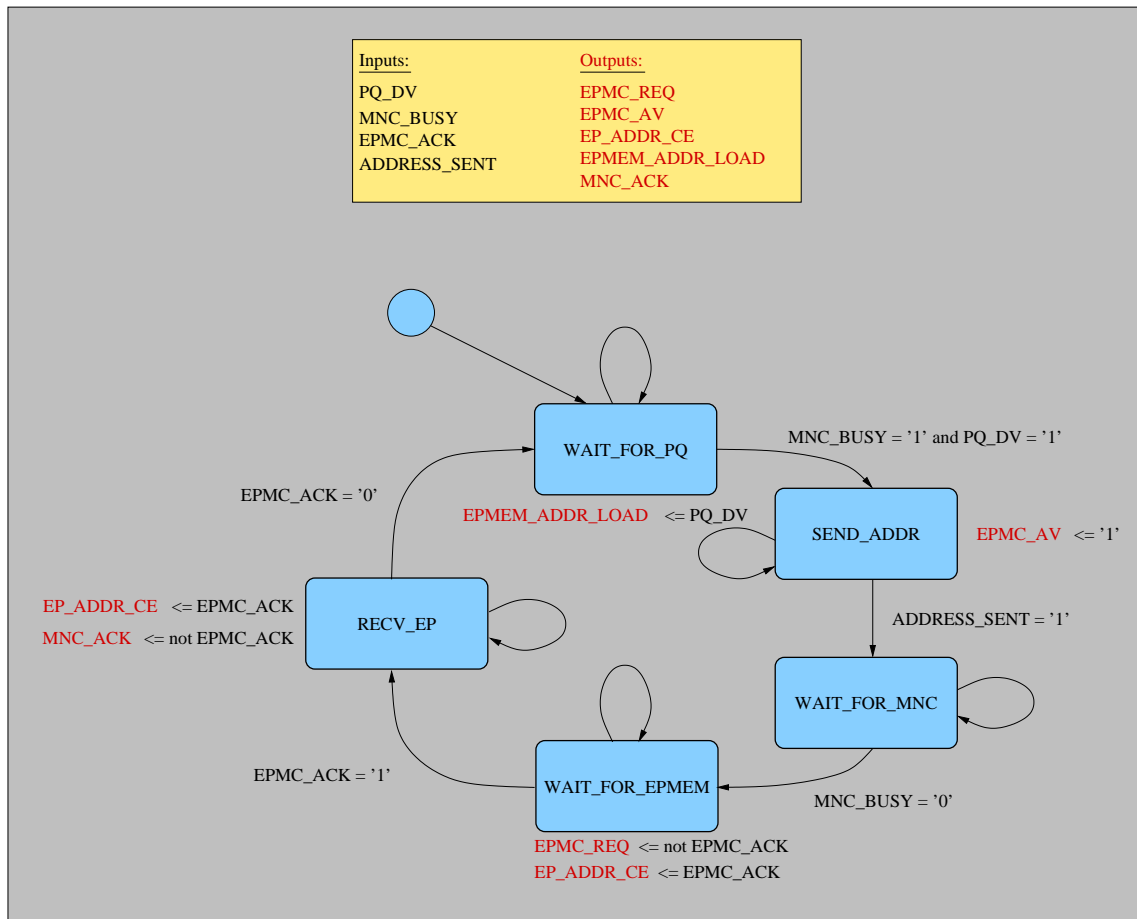 Inputs:
PQ_DV
MNC_BUSY
EPMC_ACK
ADDRESS_SENT
Outputs:
EPMC_REQ
EPMC_AV
EP_ADDR_CE
EPMEM_ADDR_LOAD
MNC_ACK
WAIT_FOR_PQ
MNC_BUSY = '1' and PQ_DV = '1'
EPMC_ACK = '0'
EPMEM_ADDR_LOAD <= PQ_DV
SEND_ADDR
EPMC_AV <= '1'
EP_ADDR_CE <= EPMC_ACK
MNC_ACK <= not EPMC_ACK
RECV_EP
ADDRESS_SENT = '1'
WAIT_FOR_MNC
EPMC_ACK = '1'
WAIT_FOR_EPMEM
MNC_BUSY = '0'
EPMC_REQ <= not EPMC_ACK
EP_ADDR_CE <= EPMC_ACK